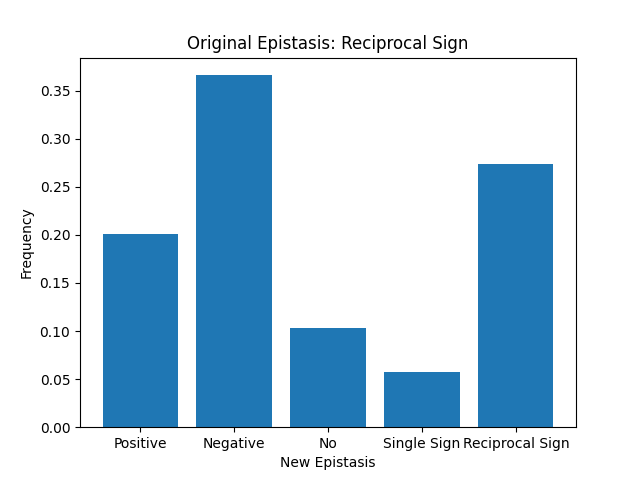 Original Epistasis: Reciprocal Sign
0.35
0.30
0.25
0.20
0.15
0.10
0.05
0.00
Frequency
Positive Negative No Single Sign Reciprocal Sign
New Epistasis